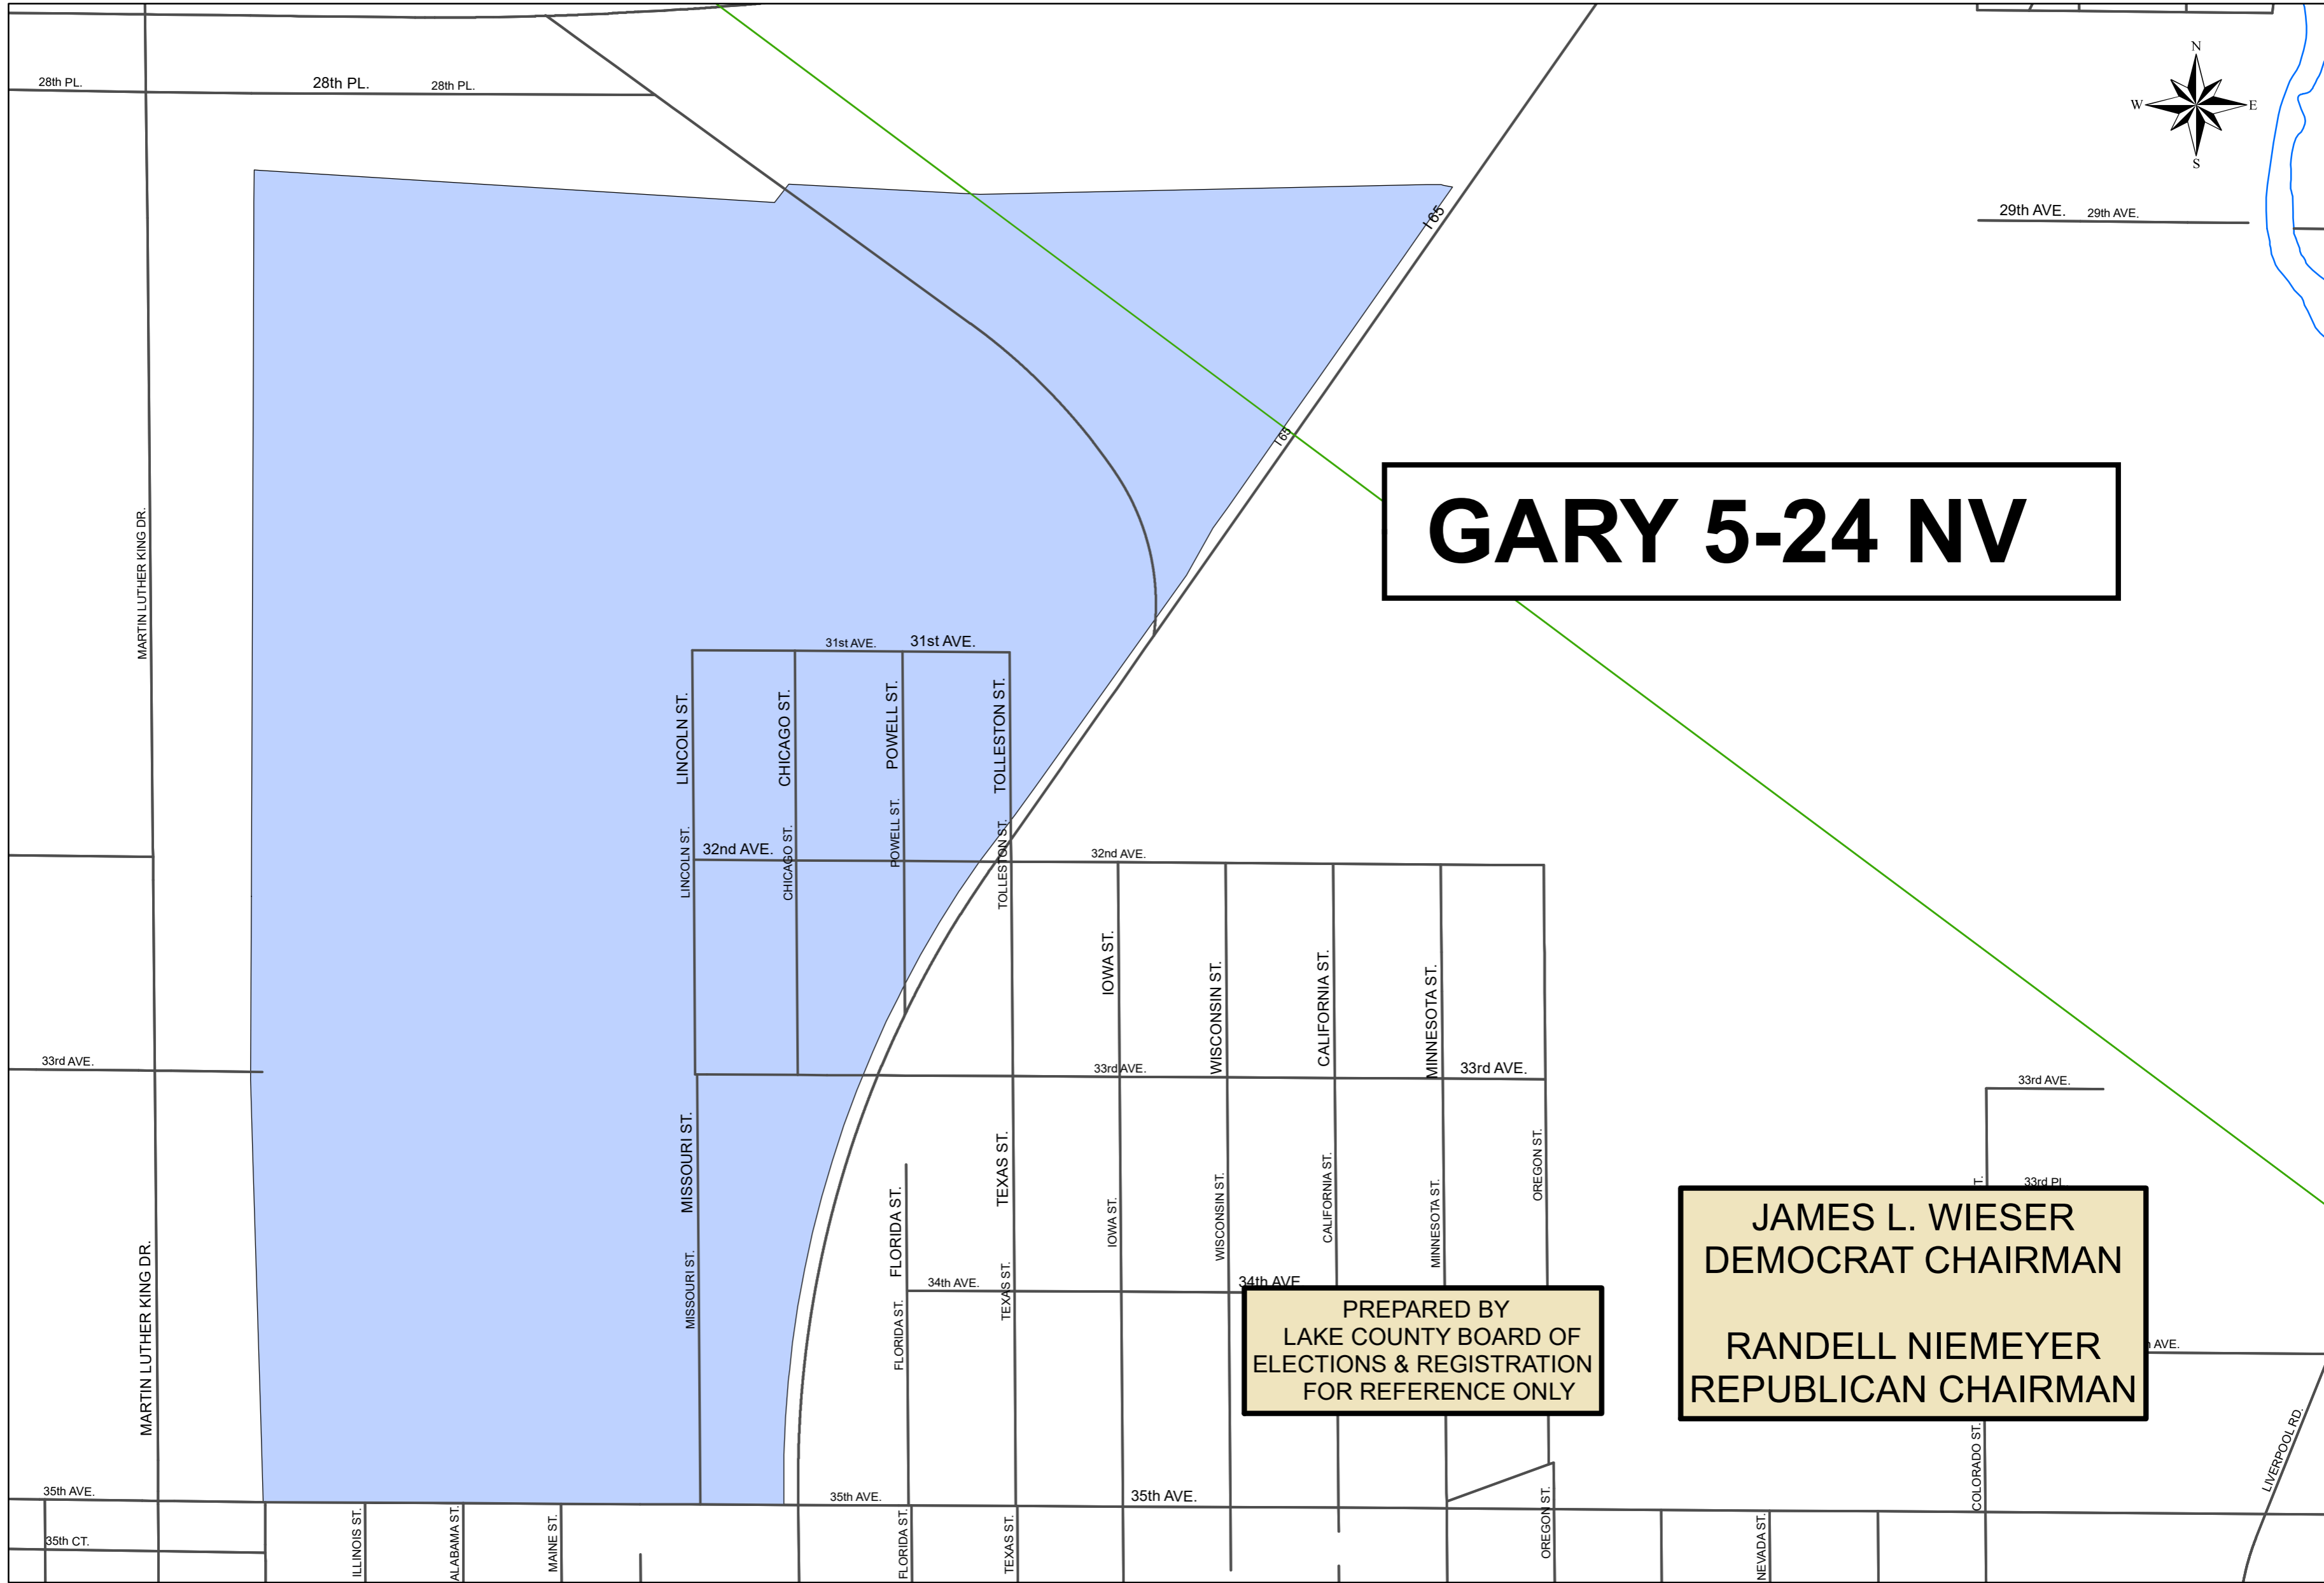 28th PL.
28th PL.
28th PL.
N
W
E
S
29th AVE.
29th AVE.
I 65
I 65
GARY 5-24 NV
MARTIN LUTHER KING DR.
31st AVE.
31st AVE.
LINCOLN ST.
CHICAGO ST.
POWELL ST.
TOLLESTON ST.
LINCOLN ST.
CHICAGO ST.
POWELL ST.
TOLLESTON ST.
32nd AVE.
32nd AVE.
IOWA ST.
WISCONSIN ST.
CALIFORNIA ST.
MINNESOTA ST.
33rd AVE.
33rd AVE.
33rd AVE.
33rd AVE.
MISSOURI ST.
MISSOURI ST.
FLORIDA ST.
FLORIDA ST.
TEXAS ST.
TEXAS ST.
IOWA ST.
WISCONSIN ST.
CALIFORNIA ST.
MINNESOTA ST.
OREGON ST.
T.
33rd PL
MARTIN LUTHER KING DR.
34th AVE.
34th AVE
PREPARED BY
LAKE COUNTY BOARD OF
ELECTIONS & REGISTRATION
FOR REFERENCE ONLY
JAMES L. WIESER
DEMOCRAT CHAIRMAN
RANDELL NIEMEYER
REPUBLICAN CHAIRMAN
AVE.
COLORADO ST.
LIVERPOOL RD.
35th AVE.
35th AVE.
35th AVE.
35th CT.
ILLINOIS ST.
ALABAMA ST.
MAINE ST.
FLORIDA ST.
TEXAS ST.
OREGON ST.
NEVADA ST.